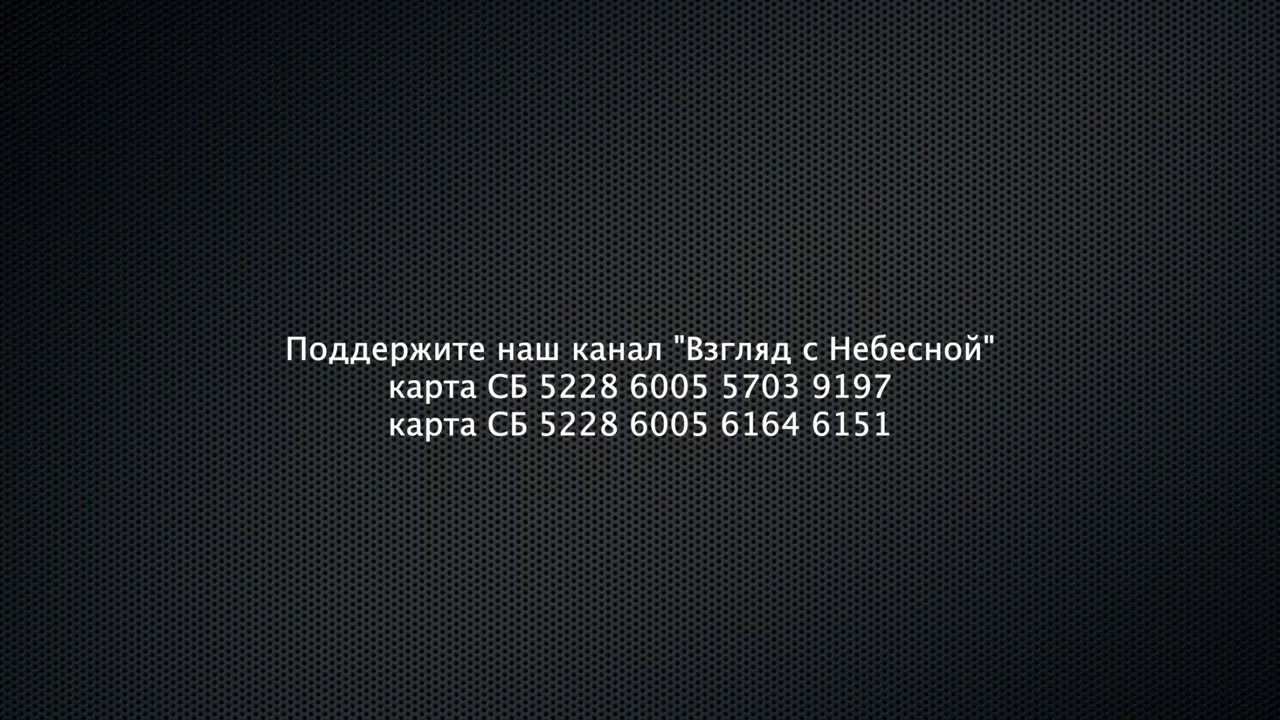 Поддержите наш канал "Взгляд с Небесной"
карта СБ 5228 6005 5703 9197
карта СБ 5228 6005 6164 6151